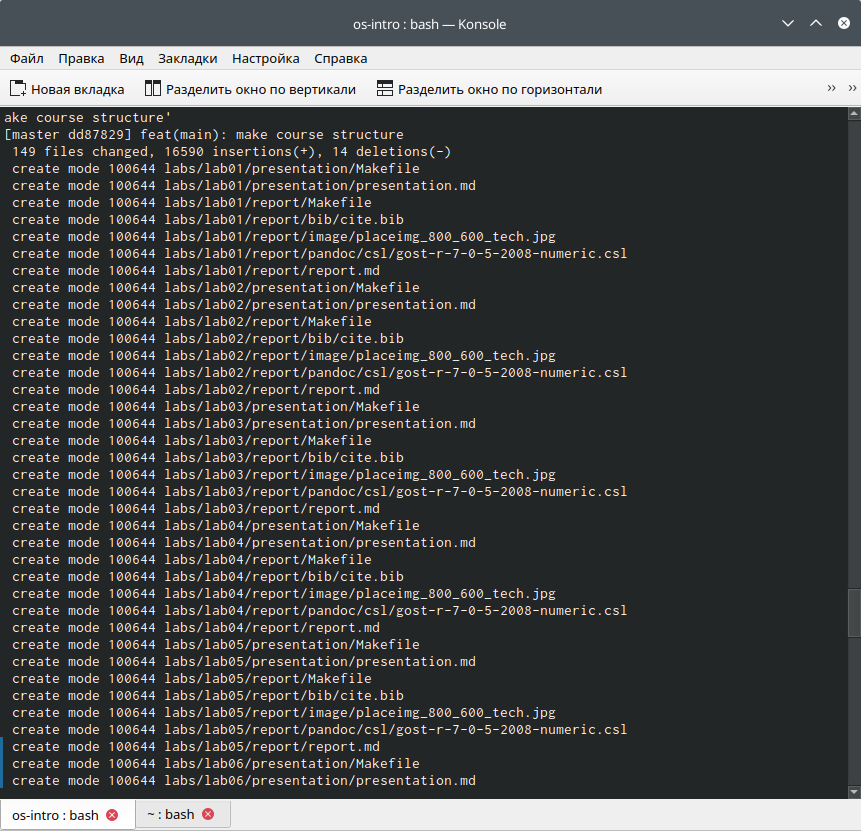 os-intro : bash — Konsole
Файл Правка Вид Закладки Настройка Справка
Новая вкладка Разделить окно по вертикали Разделить окно по горизонтали » »
ake course structure'
[master dd87829] feat(main): make course structure
 149 files changed, 16590 insertions(+), 14 deletions(-)
 create mode 100644 labs/lab01/presentation/Makefile
 create mode 100644 labs/lab01/presentation/presentation.md
 create mode 100644 labs/lab01/report/Makefile
 create mode 100644 labs/lab01/report/bib/cite.bib
 create mode 100644 labs/lab01/report/image/placeimg_800_600_tech.jpg
 create mode 100644 labs/lab01/report/pandoc/csl/gost-r-7-0-5-2008-numeric.csl
 create mode 100644 labs/lab01/report/report.md
 create mode 100644 labs/lab02/presentation/Makefile
 create mode 100644 labs/lab02/presentation/presentation.md
 create mode 100644 labs/lab02/report/Makefile
 create mode 100644 labs/lab02/report/bib/cite.bib
 create mode 100644 labs/lab02/report/image/placeimg_800_600_tech.jpg
 create mode 100644 labs/lab02/report/pandoc/csl/gost-r-7-0-5-2008-numeric.csl
 create mode 100644 labs/lab02/report/report.md
 create mode 100644 labs/lab03/presentation/Makefile
 create mode 100644 labs/lab03/presentation/presentation.md
 create mode 100644 labs/lab03/report/Makefile
 create mode 100644 labs/lab03/report/bib/cite.bib
 create mode 100644 labs/lab03/report/image/placeimg_800_600_tech.jpg
 create mode 100644 labs/lab03/report/pandoc/csl/gost-r-7-0-5-2008-numeric.csl
 create mode 100644 labs/lab03/report/report.md
 create mode 100644 labs/lab04/presentation/Makefile
 create mode 100644 labs/lab04/presentation/presentation.md
 create mode 100644 labs/lab04/report/Makefile
 create mode 100644 labs/lab04/report/bib/cite.bib
 create mode 100644 labs/lab04/report/image/placeimg_800_600_tech.jpg
 create mode 100644 labs/lab04/report/pandoc/csl/gost-r-7-0-5-2008-numeric.csl
 create mode 100644 labs/lab04/report/report.md
 create mode 100644 labs/lab05/presentation/Makefile
 create mode 100644 labs/lab05/presentation/presentation.md
 create mode 100644 labs/lab05/report/Makefile
 create mode 100644 labs/lab05/report/bib/cite.bib
 create mode 100644 labs/lab05/report/image/placeimg_800_600_tech.jpg
 create mode 100644 labs/lab05/report/pandoc/csl/gost-r-7-0-5-2008-numeric.csl
 create mode 100644 labs/lab05/report/report.md
 create mode 100644 labs/lab06/presentation/Makefile
 create mode 100644 labs/lab06/presentation/presentation.md
os-intro : bash ~ : bash